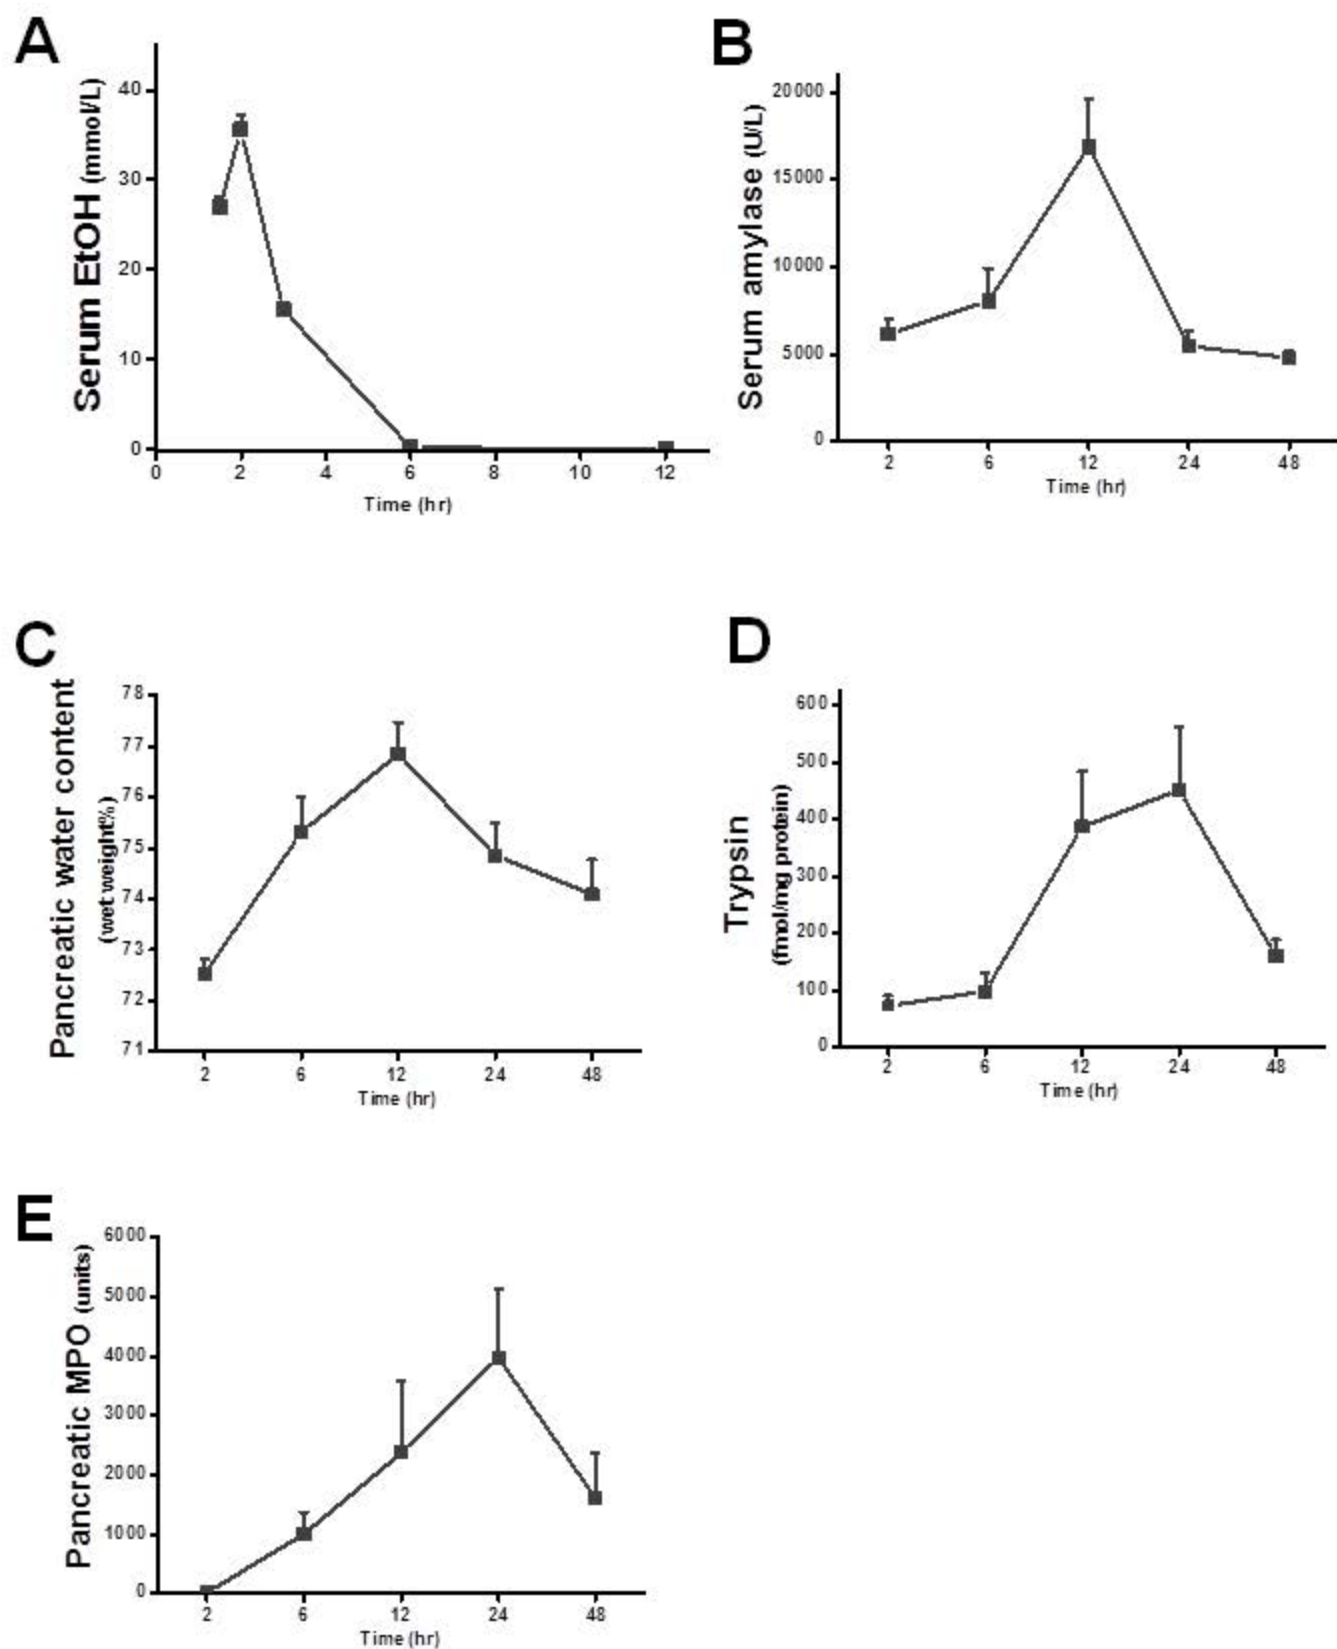 A
Serum EtOH (mmol/L)
40
30
20
10
0
0 2 4 6 8 10 12
Time (hr)
B
Serum amylase (U/L)
20000
15000
10000
5000
0
2 6 12 24 48
Time (hr)
C
Pancreatic water content
(wet weight%)
78
77
76
75
74
73
72
71
2 6 12 24 48
Time (hr)
D
Trypsin
(fmol/mg protein)
600
500
400
300
200
100
0
2 6 12 24 48
Time (hr)
E
Pancreatic MPO (units)
6000
5000
4000
3000
2000
1000
0
2 6 12 24 48
Time (hr)